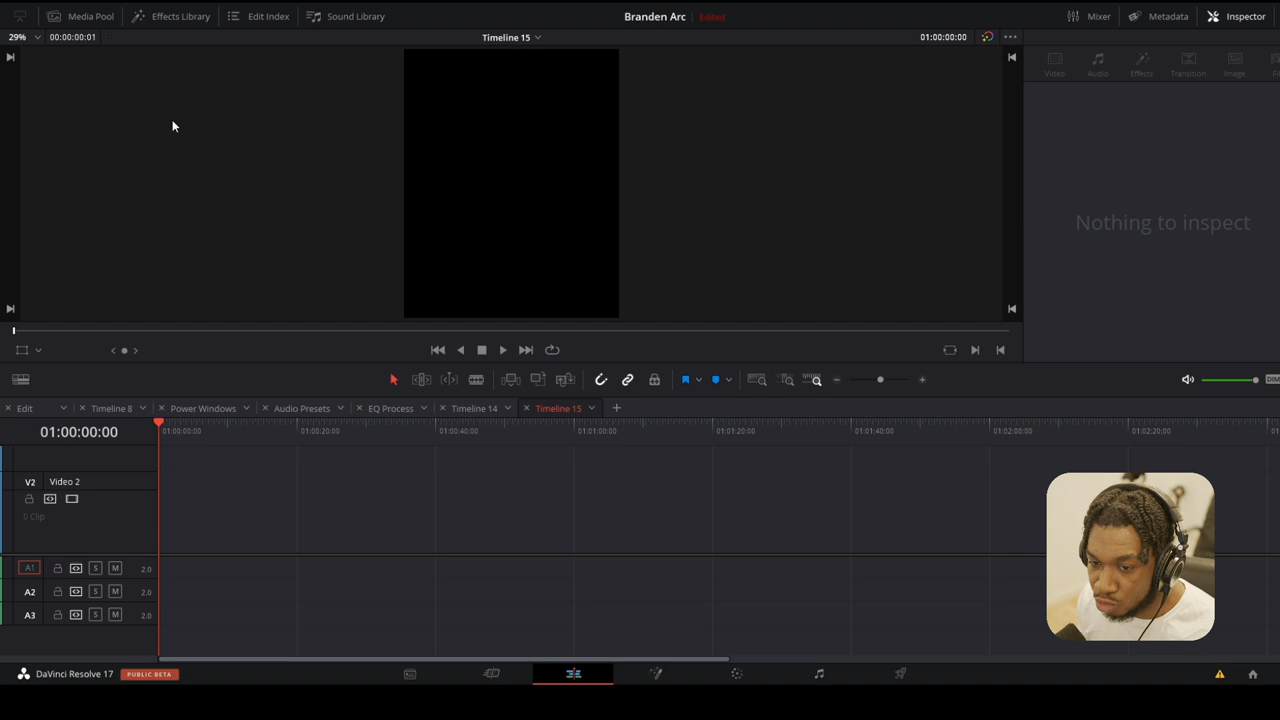 Media Pool Effects Library Edit Index Sound Library Branden Arc Edited Mixer Metadata Inspector
29% 00:00:00:01 Timeline 15 01:00:00:00
Video Audio Effects Transition Image
Nothing to inspect
DIM
Edit Timeline 8 Power Windows Audio Presets EQ Process Timeline 14 Timeline 15
01:00:00:00 01:00:00:00 01:00:20:00 01:00:40:00 01:01:00:00 01:01:20:00 01:01:40:00 01:02:00:00 01:02:20:00
V2 Video 2
0 Clip
A1 S M 2.0
A2 S M 2.0
A3 S M 2.0
DaVinci Resolve 17 PUBLIC BETA